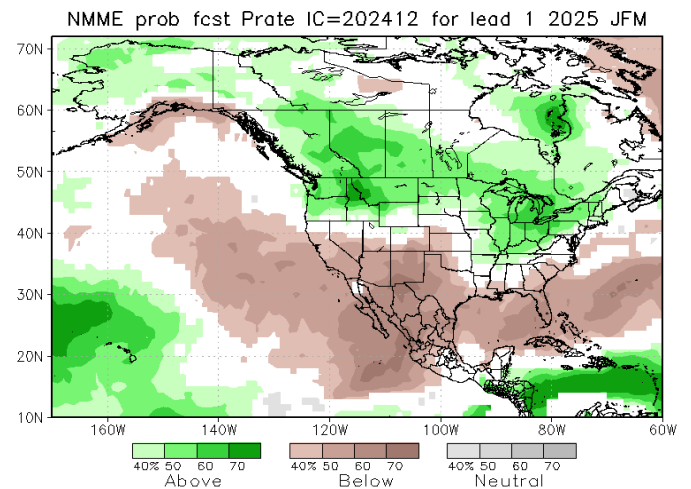 NMME prob fcst Prate IC=202412 for lead 1 2025 JFM
70N
60N
50N
40N
30N
20N
10N
160W 140W 120W 100W 80W 60W
40% 50 60 70 40% 50 60 70 40% 50 60 70
Above Below Neutral